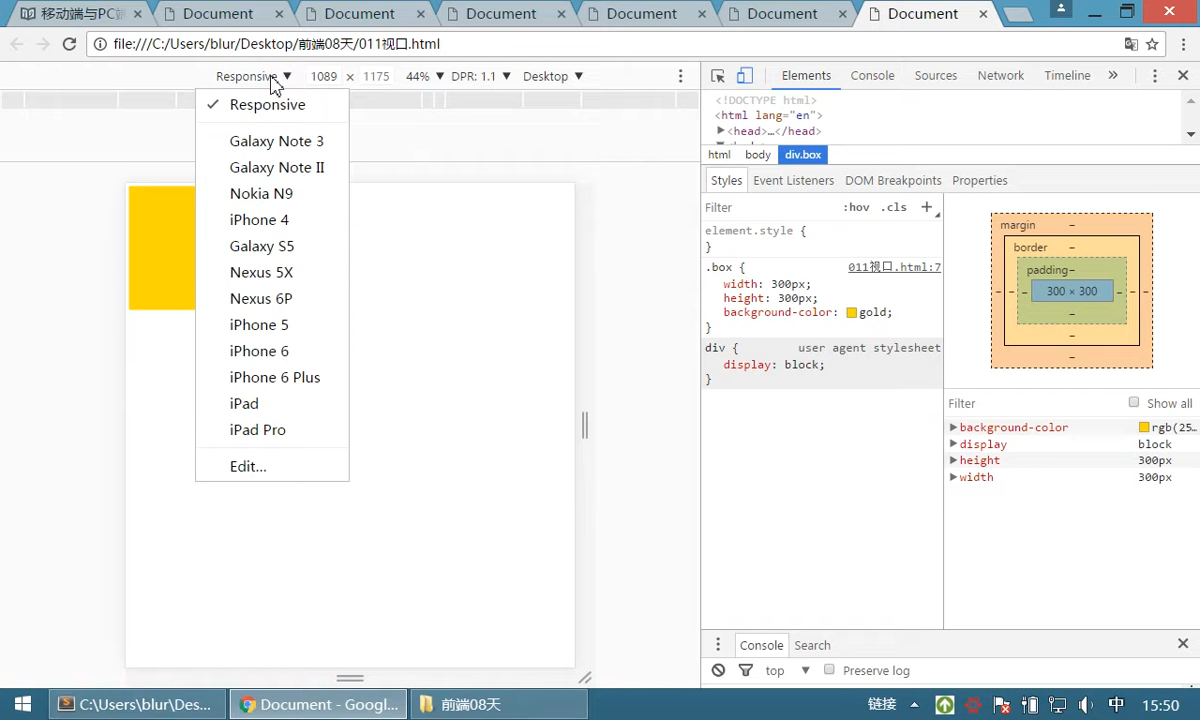 移动端与PC端
Document
Document
Document
Document
Document
Document
file:///C:/Users/blur/Desktop/前端08天/011视口.html
Responsive ▼ 1089 × 1175 44% ▼ DPR: 1.1 ▼ Desktop ▼
Elements Console Sources Network Timeline »
Responsive
Galaxy Note 3
Galaxy Note II
Nokia N9
iPhone 4
Galaxy S5
Nexus 5X
Nexus 6P
iPhone 5
iPhone 6
iPhone 6 Plus
iPad
iPad Pro
Edit...
<!DOCTYPE html>
<html lang="en">
▶<head>…</head>
html body div.box
Styles Event Listeners DOM Breakpoints Properties
Filter :hov .cls +
element.style {
}
.box { 011视口.html:7
width: 300px;
height: 300px;
background-color: gold;
}
div { user agent stylesheet
display: block;
}
margin –
border –
padding–
– – – 300 × 300 – – –
–
–
–
Filter Show all
▶background-color rgb(25…
▶display block
▶height 300px
▶width 300px
Console Search
top ▼ Preserve log
C:\Users\blur\Des...
Document - Googl...
前端08天
链接
中
15:50